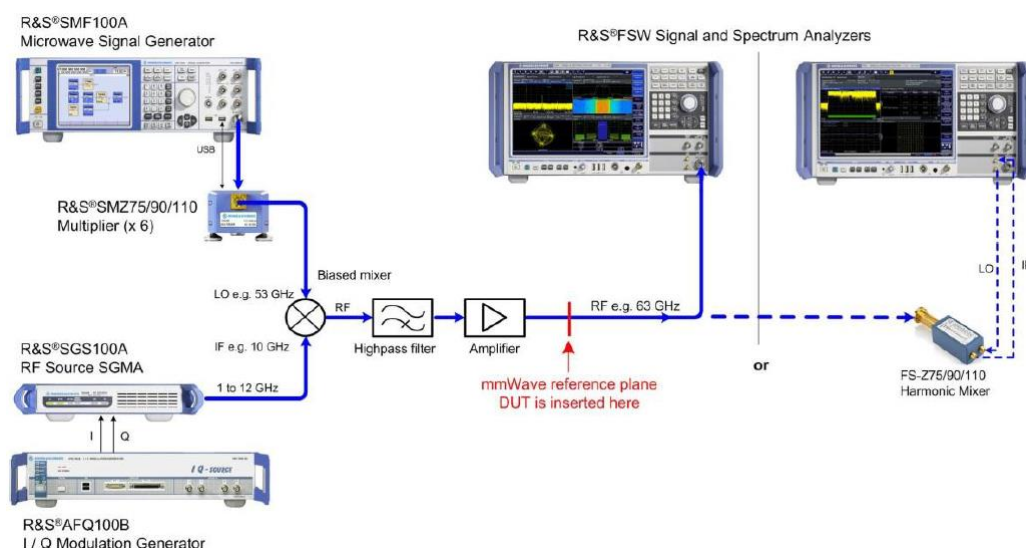 R&S®SMF100A
Microwave Signal Generator
R&S®FSW Signal and Spectrum Analyzers
USB
R&S®SMZ75/90/110
Multiplier (x 6)
Biased mixer
LO e.g. 53 GHz
RF
IF e.g. 10 GHz
Highpass filter
Amplifier
RF e.g. 63 GHz
mmWave reference plane
DUT is inserted here
or
LO
FS-Z75/90/110
Harmonic Mixer
R&S®SGS100A
RF Source SGMA
1 to 12 GHz
I
Q
I Q-SOURCE
R&S®AFQ100B
I / Q Modulation Generator